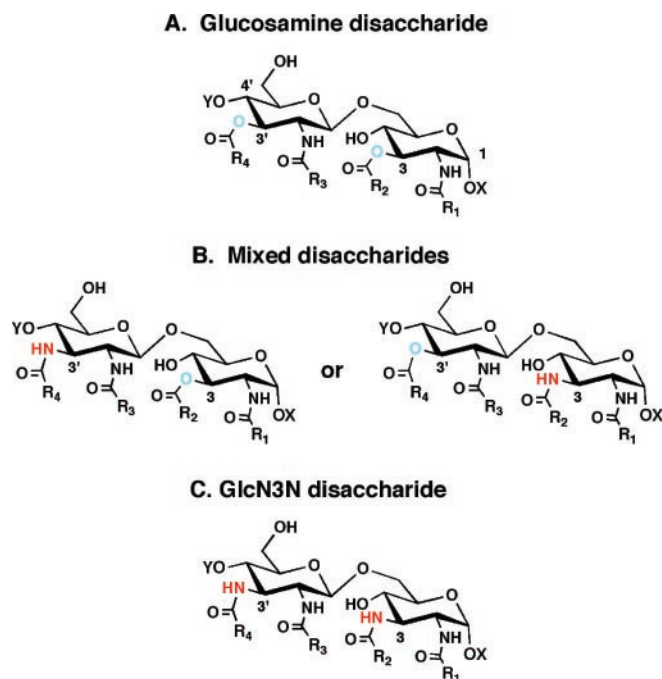 A. Glucosamine disaccharide
OH
4' O O
YO O
O 3' NH HO O 1
O O O 3 NH
R4 R3 O O OX
R2 R1
B. Mixed disaccharides
OH
YO O O
HN 3' NH HO O
O O O 3 NH
R4 R3 O O OX
R2 R1
or
OH
YO O O
O 3' NH HO O
O O HN 3 NH
R4 R3 O O OX
R2 R1
C. GlcN3N disaccharide
OH
YO O O
HN 3' NH HO O
O O HN 3 NH
R4 R3 O O OX
R2 R1